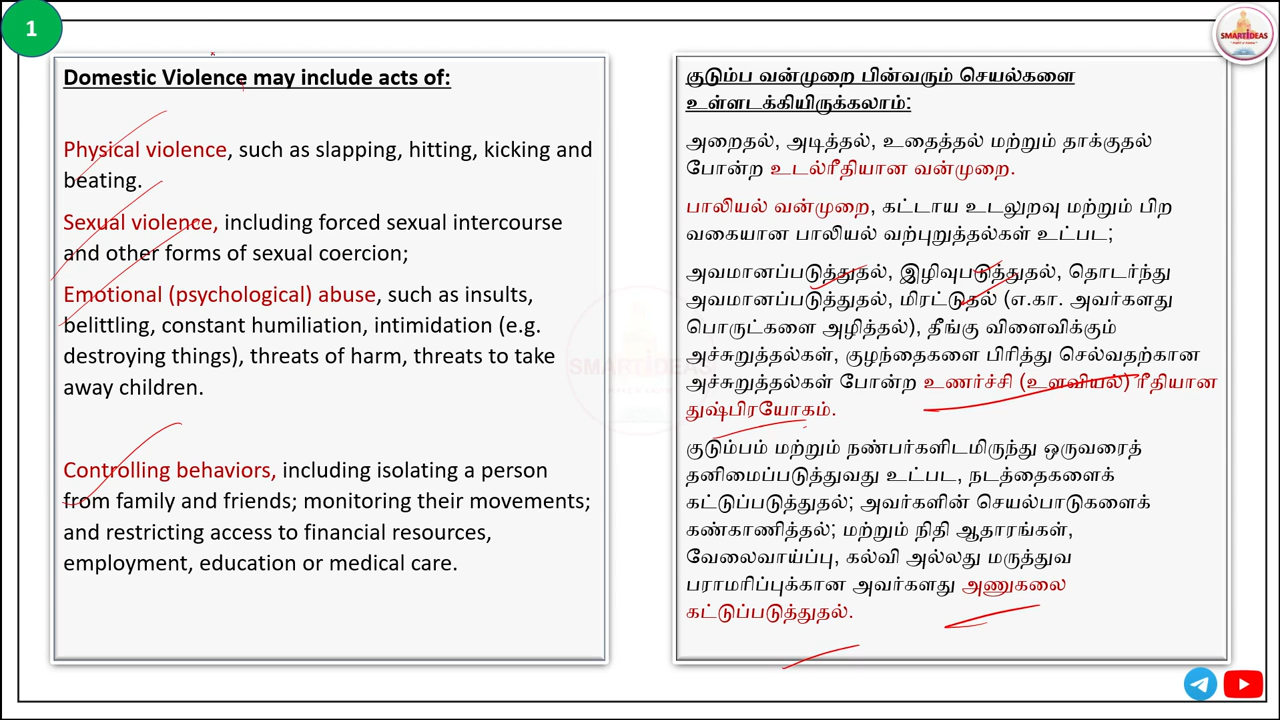 1
SMARTIDEAS
Domestic Violence may include acts of:
Physical violence, such as slapping, hitting, kicking and
beating.
Sexual violence, including forced sexual intercourse
and other forms of sexual coercion;
Emotional (psychological) abuse, such as insults,
belittling, constant humiliation, intimidation (e.g.
destroying things), threats of harm, threats to take
away children.
Controlling behaviors, including isolating a person
from family and friends; monitoring their movements;
and restricting access to financial resources,
employment, education or medical care.
குடும்ப வன்முறை பின்வரும் செயல்களை
உள்ளடக்கியிருக்கலாம்:
அறைதல், அடித்தல், உதைத்தல் மற்றும் தாக்குதல்
போன்ற உடல்ரீதியான வன்முறை.
பாலியல் வன்முறை, கட்டாய உடலுறவு மற்றும் பிற
வகையான பாலியல் வற்புறுத்தல்கள் உட்பட;
அவமானப்படுத்துதல், இழிவுபடுத்துதல், தொடர்ந்து
அவமானப்படுத்துதல், மிரட்டுதல் (எ.கா. அவர்களது
பொருட்களை அழித்தல்), தீங்கு விளைவிக்கும்
அச்சுறுத்தல்கள், குழந்தைகளை பிரித்து செல்வதற்கான
அச்சுறுத்தல்கள் போன்ற உணர்ச்சி (உளவியல்) ரீதியான
துஷ்பிரயோகம்.
குடும்பம் மற்றும் நண்பர்களிடமிருந்து ஒருவரைத்
தனிமைப்படுத்துவது உட்பட, நடத்தைகளைக்
கட்டுப்படுத்துதல்; அவர்களின் செயல்பாடுகளைக்
கண்காணித்தல்; மற்றும் நிதி ஆதாரங்கள்,
வேலைவாய்ப்பு, கல்வி அல்லது மருத்துவ
பராமரிப்புக்கான அவர்களது அணுகலை
கட்டுப்படுத்துதல்.
SMARTIDEAS